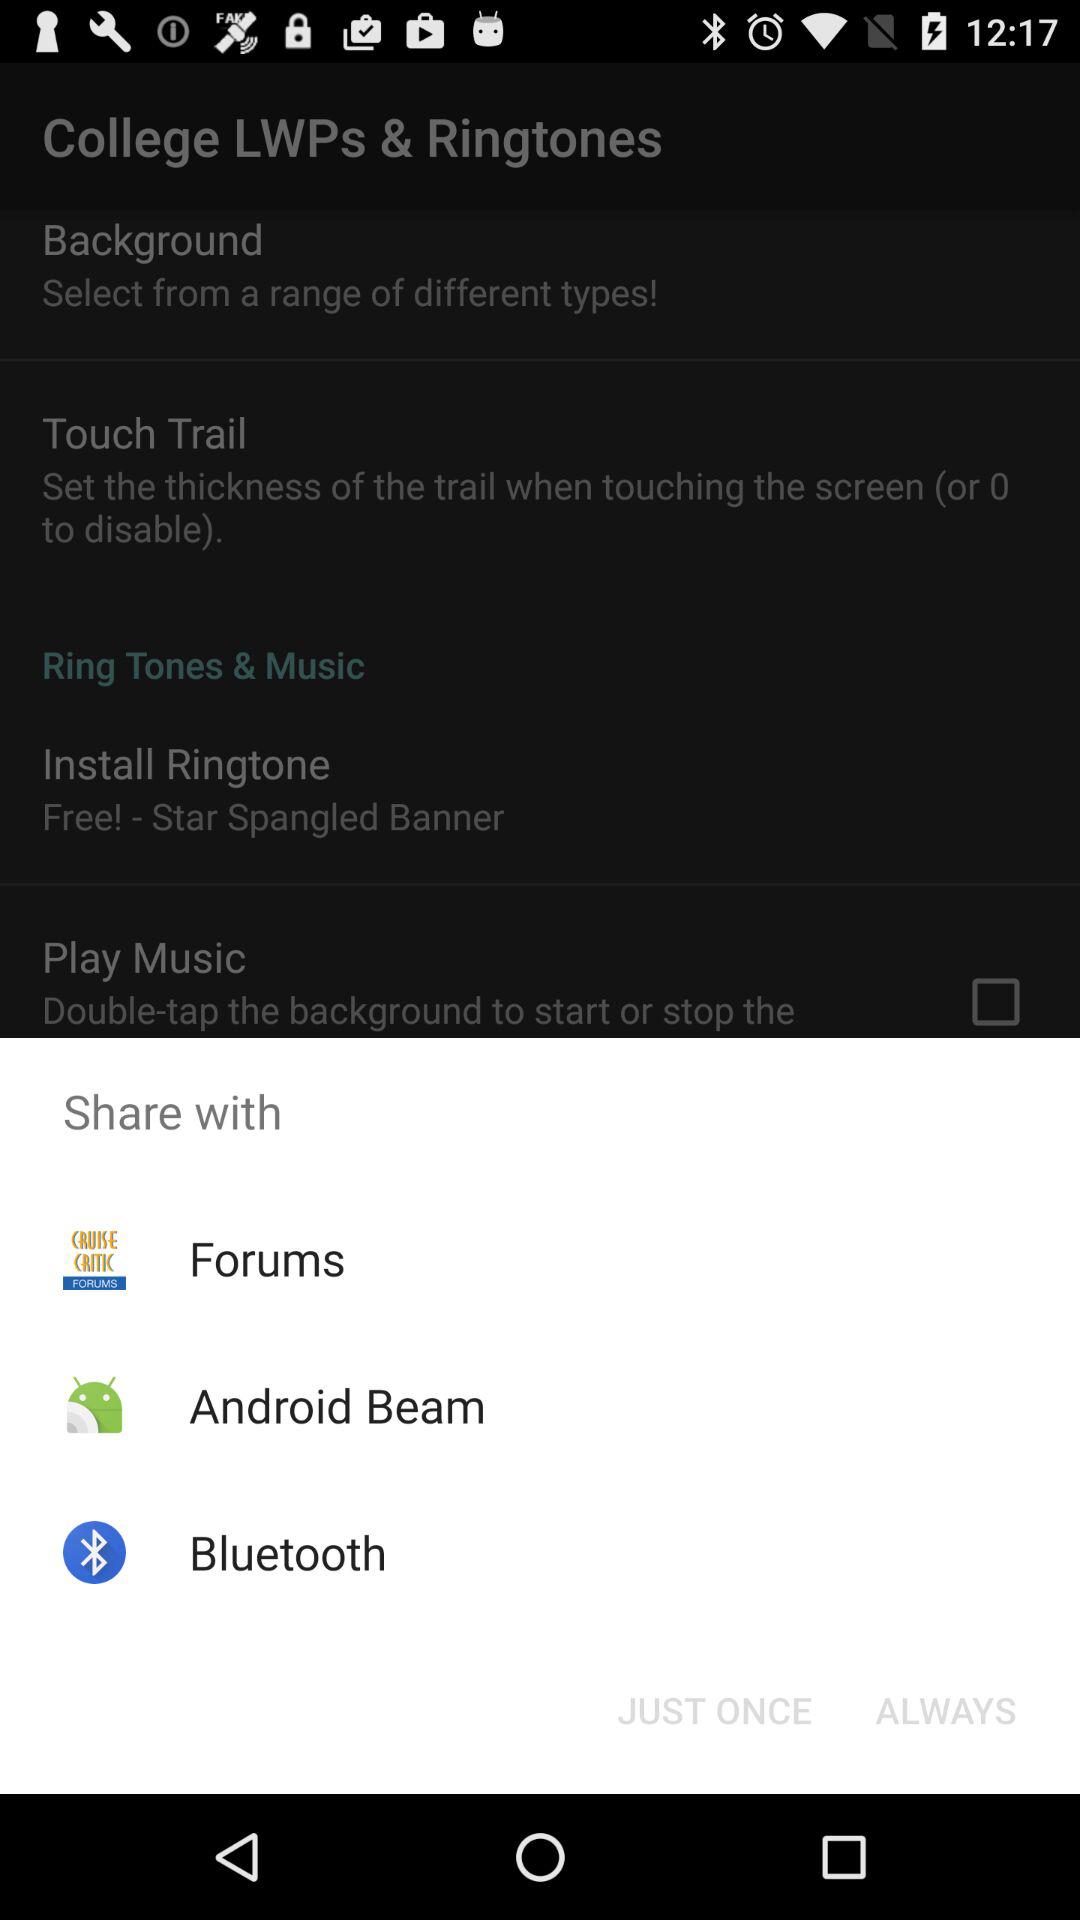 FAKE
12:17
College LWPs & Ringtones
Background
Select from a range of different types!
Touch Trail
Set the thickness of the trail when touching the screen (or 0
to disable).
Ring Tones & Music
Install Ringtone
Free! - Star Spangled Banner
Play Music
Double-tap the background to start or stop the
Share with
CRUISE
CRITIC
FORUMS
Forums
Android Beam
Bluetooth
JUST ONCE ALWAYS